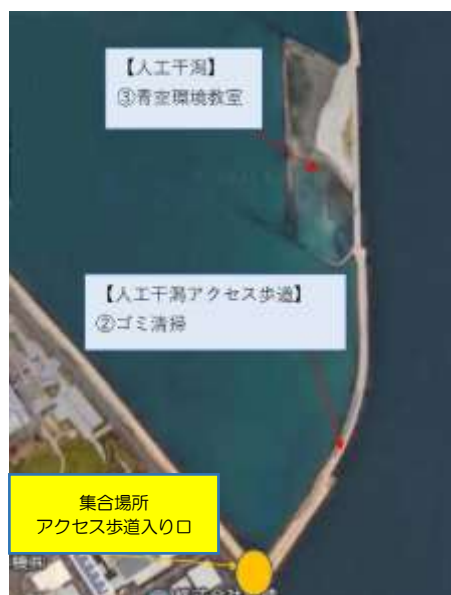 【人工干潟】
③青空環境教室
【人工干潟アクセス歩道】
②ゴミ清掃
集合場所
アクセス歩道入り口